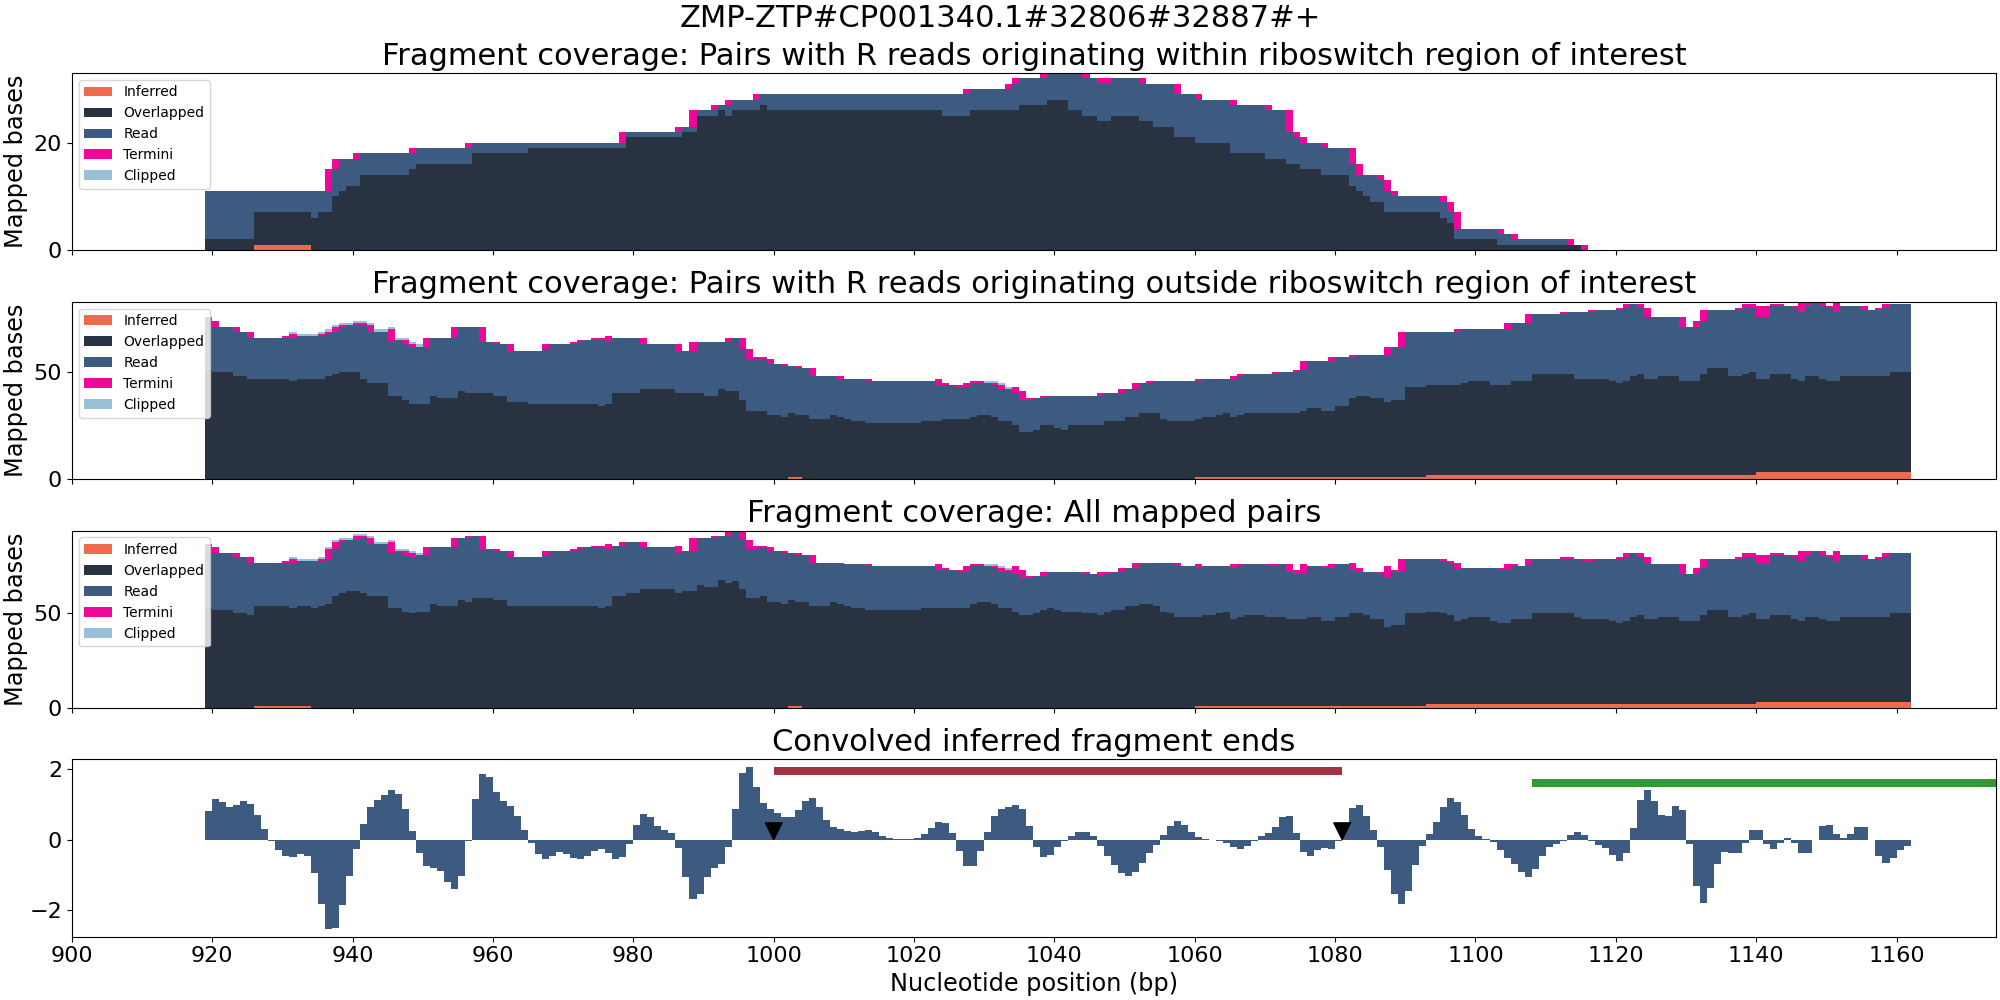 ZMP-ZTP#CP001340.1#32806#32887#+
Fragment coverage: Pairs with R reads originating within riboswitch region of interest
Mapped bases
20
0
Inferred
Overlapped
Read
Termini
Clipped
Fragment coverage: Pairs with R reads originating outside riboswitch region of interest
Mapped bases
50
0
Inferred
Overlapped
Read
Termini
Clipped
Fragment coverage: All mapped pairs
Mapped bases
50
0
Inferred
Overlapped
Read
Termini
Clipped
Convolved inferred fragment ends
2
0
−2
900 920 940 960 980 1000 1020 1040 1060 1080 1100 1120 1140 1160
Nucleotide position (bp)